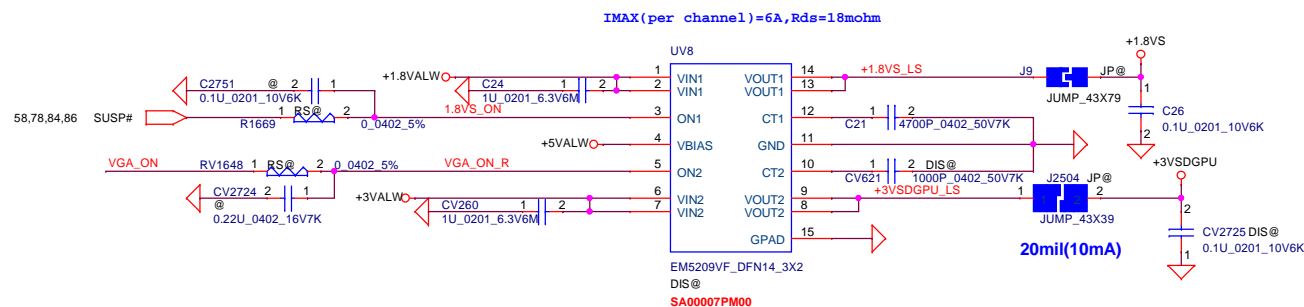 IMAX(per channel)=6A,Rds=18mohm
UV8
+1.8VALW
+1.8VS
C2751 @ 2 1
0.1U_0201_10V6K
C24 1 2
1U_0201_6.3V6M
1 VIN1 VOUT1 14 +1.8VS_LS J9 JP@
2 VIN1 VOUT1 13
JUMP_43X79
58,78,84,86 SUSP# 1 RS@ 2 1.8VS_ON 3 ON1 CT1 12 C21 1 2
R1669 0_0402_5% 4700P_0402_50V7K
1 C26
2 0.1U_0201_10V6K
+5VALW 4 VBIAS GND 11
VGA_ON RV1648 1 RS@ 2 0_0402_5% VGA_ON_R 5 ON2 CT2 10 1 2 DIS@
CV621 1000P_0402_50V7K
+3VSDGPU
CV2724 2 1
@
0.22U_0402_16V7K
+3VALW 6 VIN2 VOUT2 9 +3VSDGPU_LS 1 J2504 2 JP@
7 VIN2 VOUT2 8 1 2
CV260 1 2
1U_0201_6.3V6M
JUMP_43X39
GPAD 15
20mil(10mA)
2 CV2725 DIS@
1 0.1U_0201_10V6K
EM5209VF_DFN14_3X2
DIS@
SA00007PM00